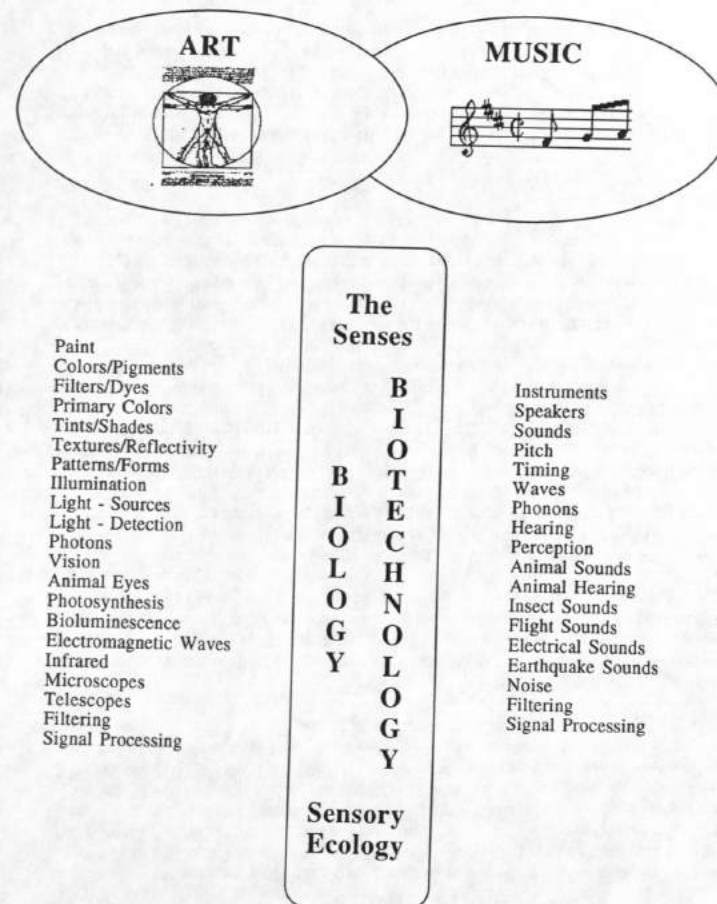 ART
MUSIC
The
Senses
BIOLOGY
BIOTECHNOLOGY
Sensory
Ecology
Paint
Colors/Pigments
Filters/Dyes
Primary Colors
Tints/Shades
Textures/Reflectivity
Patterns/Forms
Illumination
Light - Sources
Light - Detection
Photons
Vision
Animal Eyes
Photosynthesis
Bioluminescence
Electromagnetic Waves
Infrared
Microscopes
Telescopes
Filtering
Signal Processing
Instruments
Speakers
Sounds
Pitch
Timing
Waves
Phonons
Hearing
Perception
Animal Sounds
Animal Hearing
Insect Sounds
Flight Sounds
Electrical Sounds
Earthquake Sounds
Noise
Filtering
Signal Processing